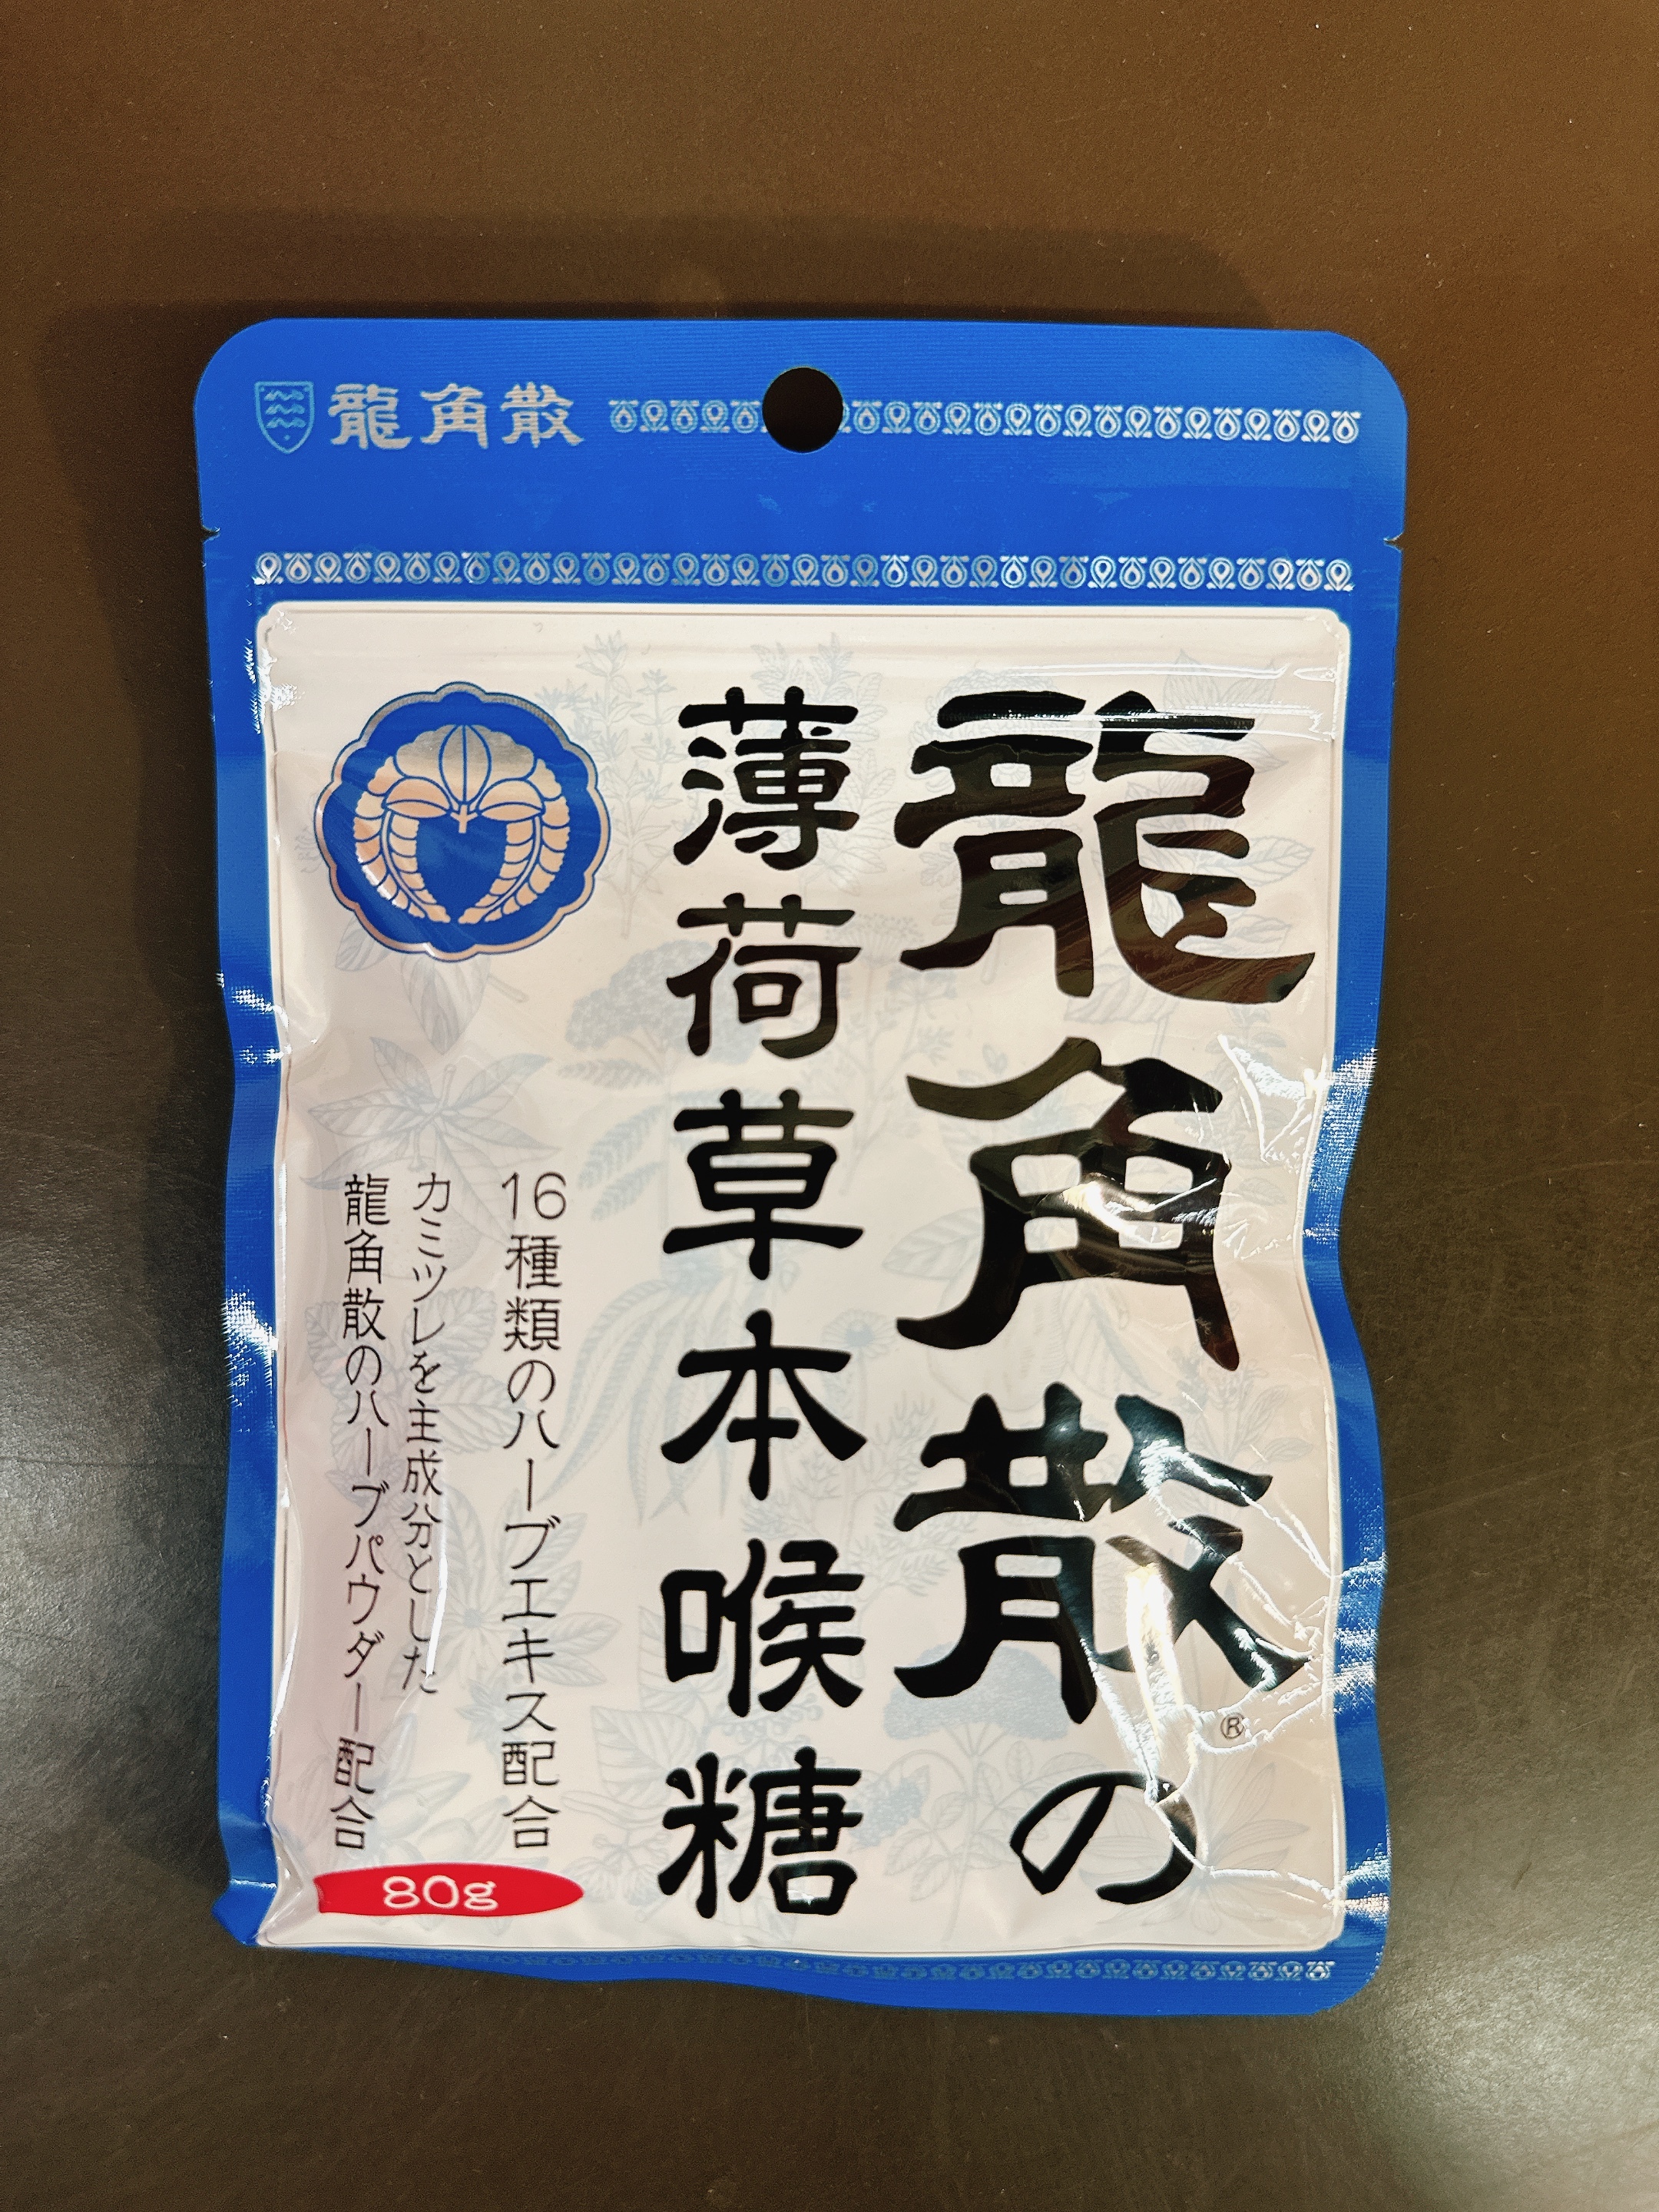 龍角散
龍角散の
®
薄荷草本喉糖
16種類のハーブエキス配合
カミツレを主成分とした
龍角散のハーブパウダー配合
80g